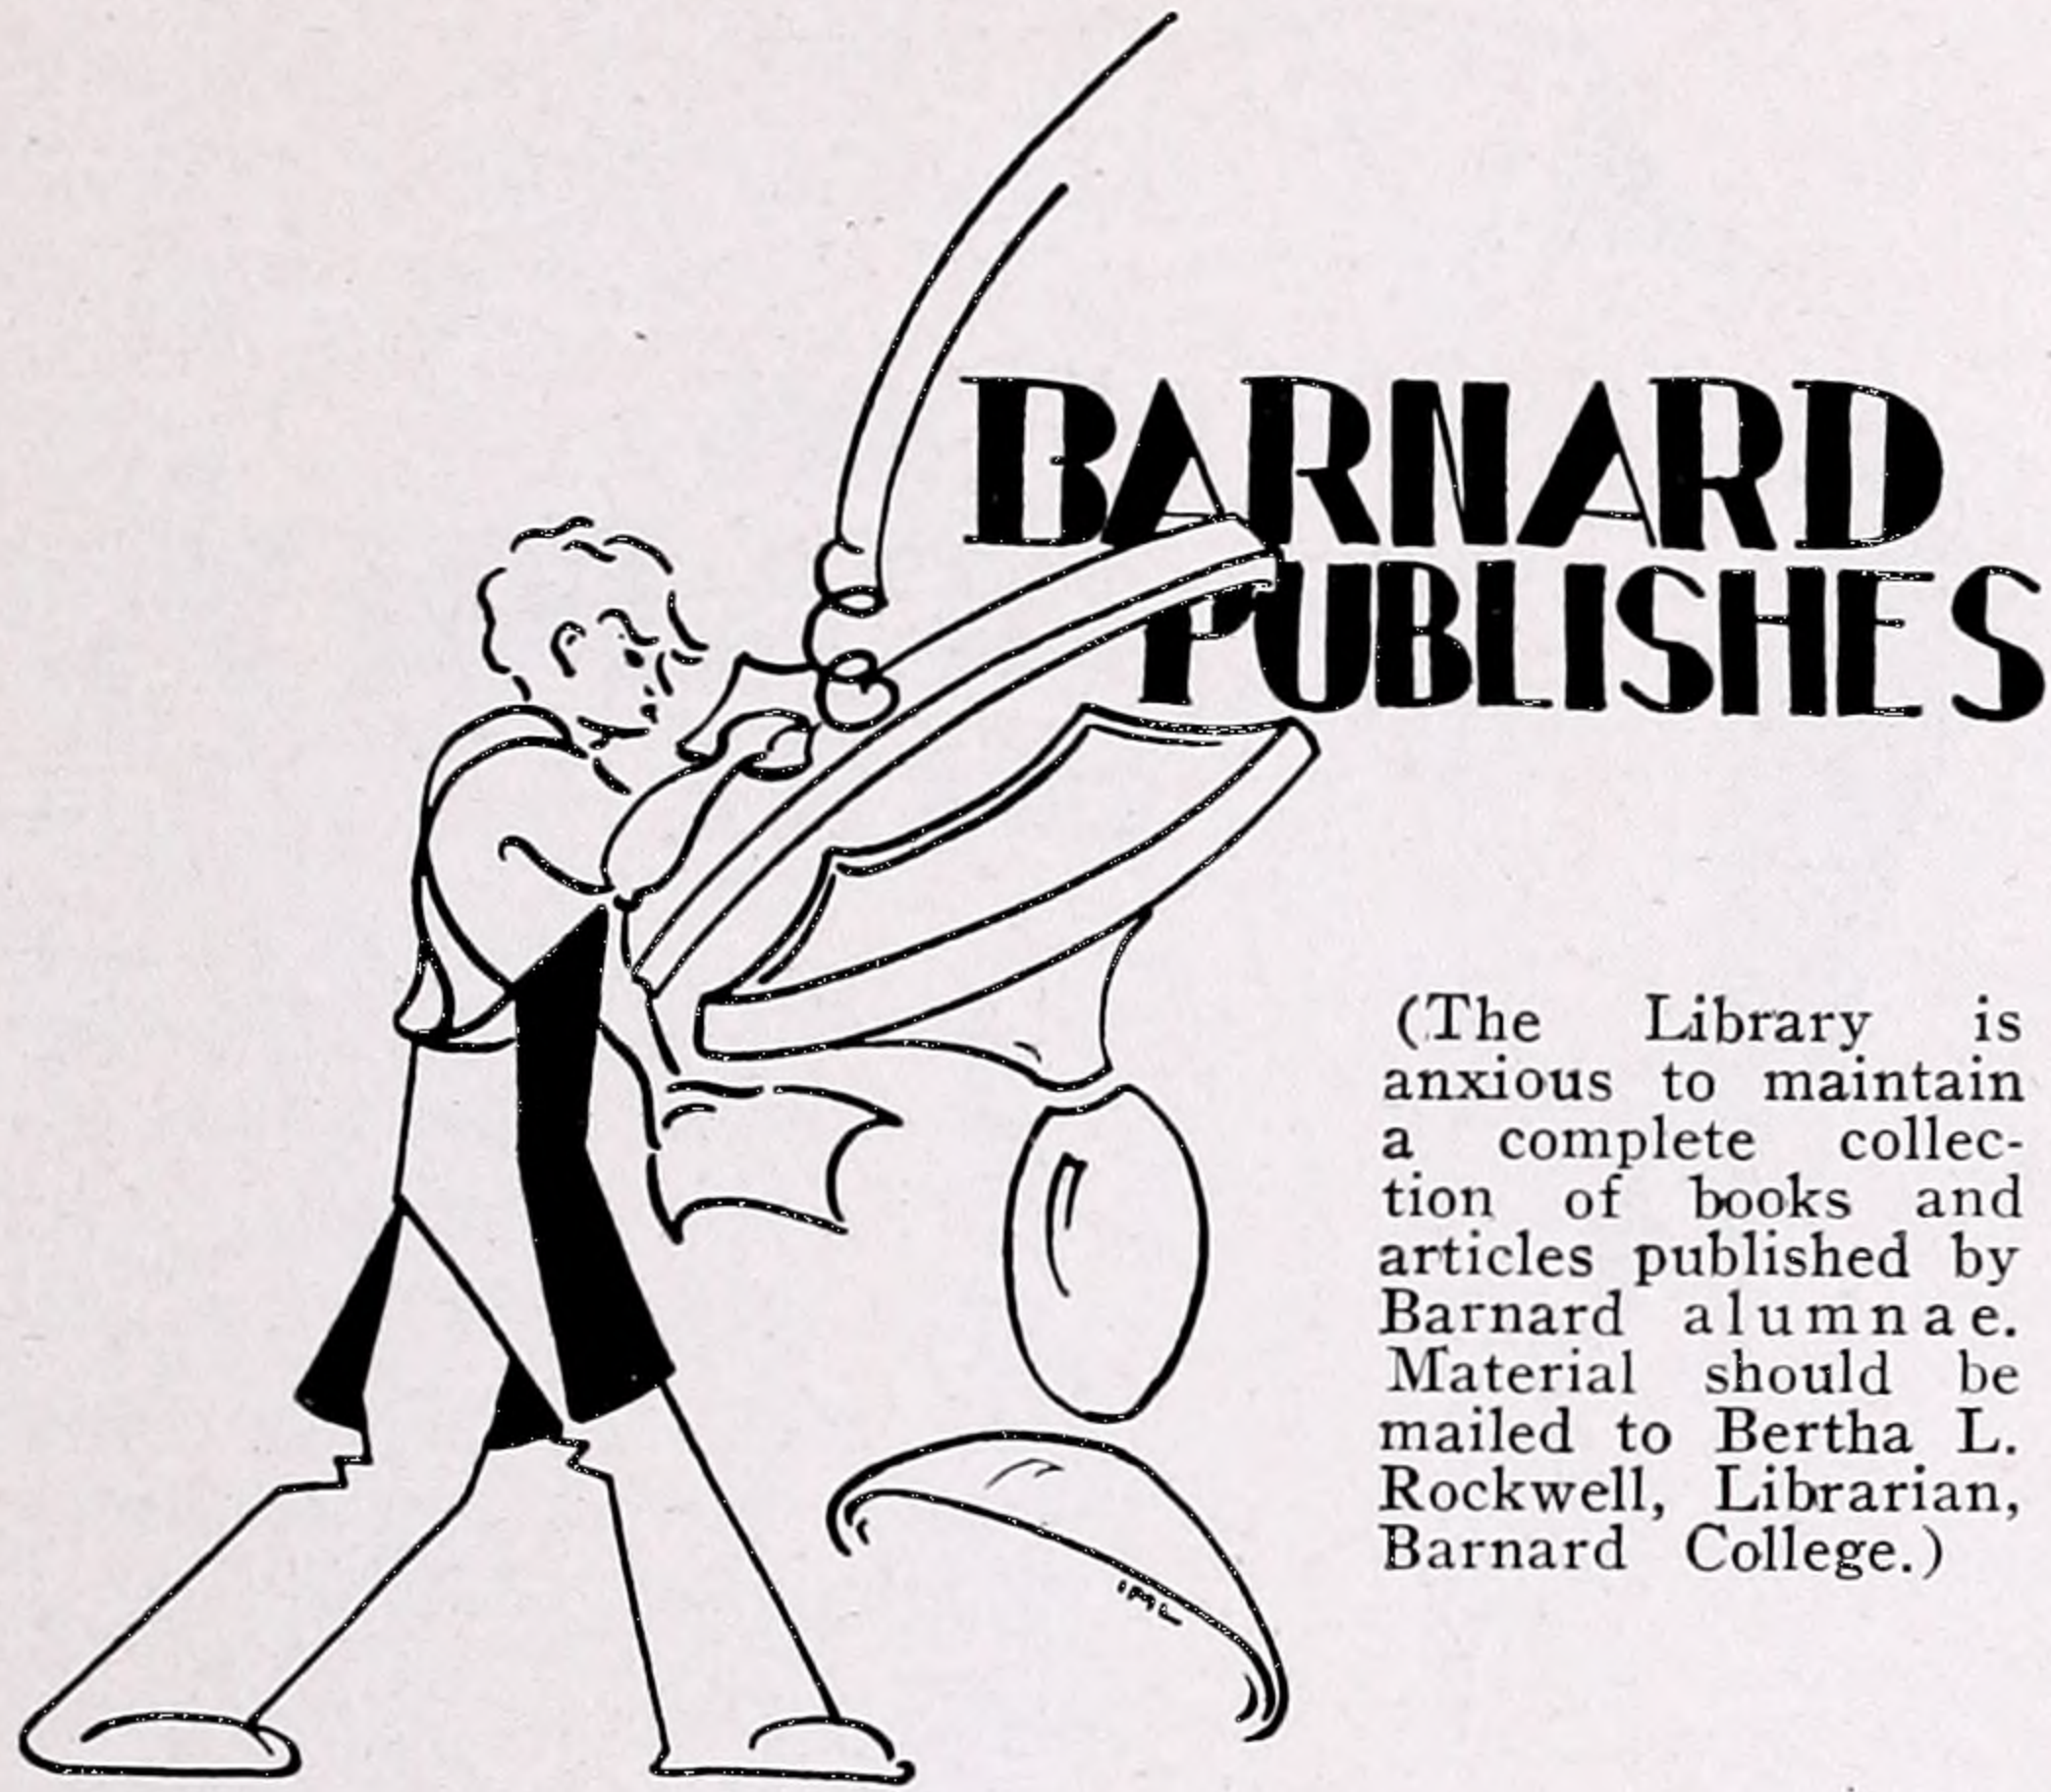 BARNARD
PUBLISHES
(The Library is
anxious to maintain
a complete collec-
tion of books and
articles published by
Barnard alumnae.
Material should be
mailed to Bertha L.
Rockwell, Librarian,
Barnard College.)
IML